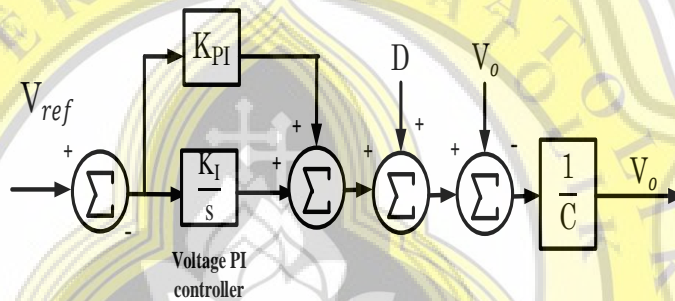 K_PI
D
V_o
V_ref
+
+
+
+
+
+
-
Σ
K_I
s
Σ
Σ
Σ
1
C
V_o
-
Voltage PI
controller